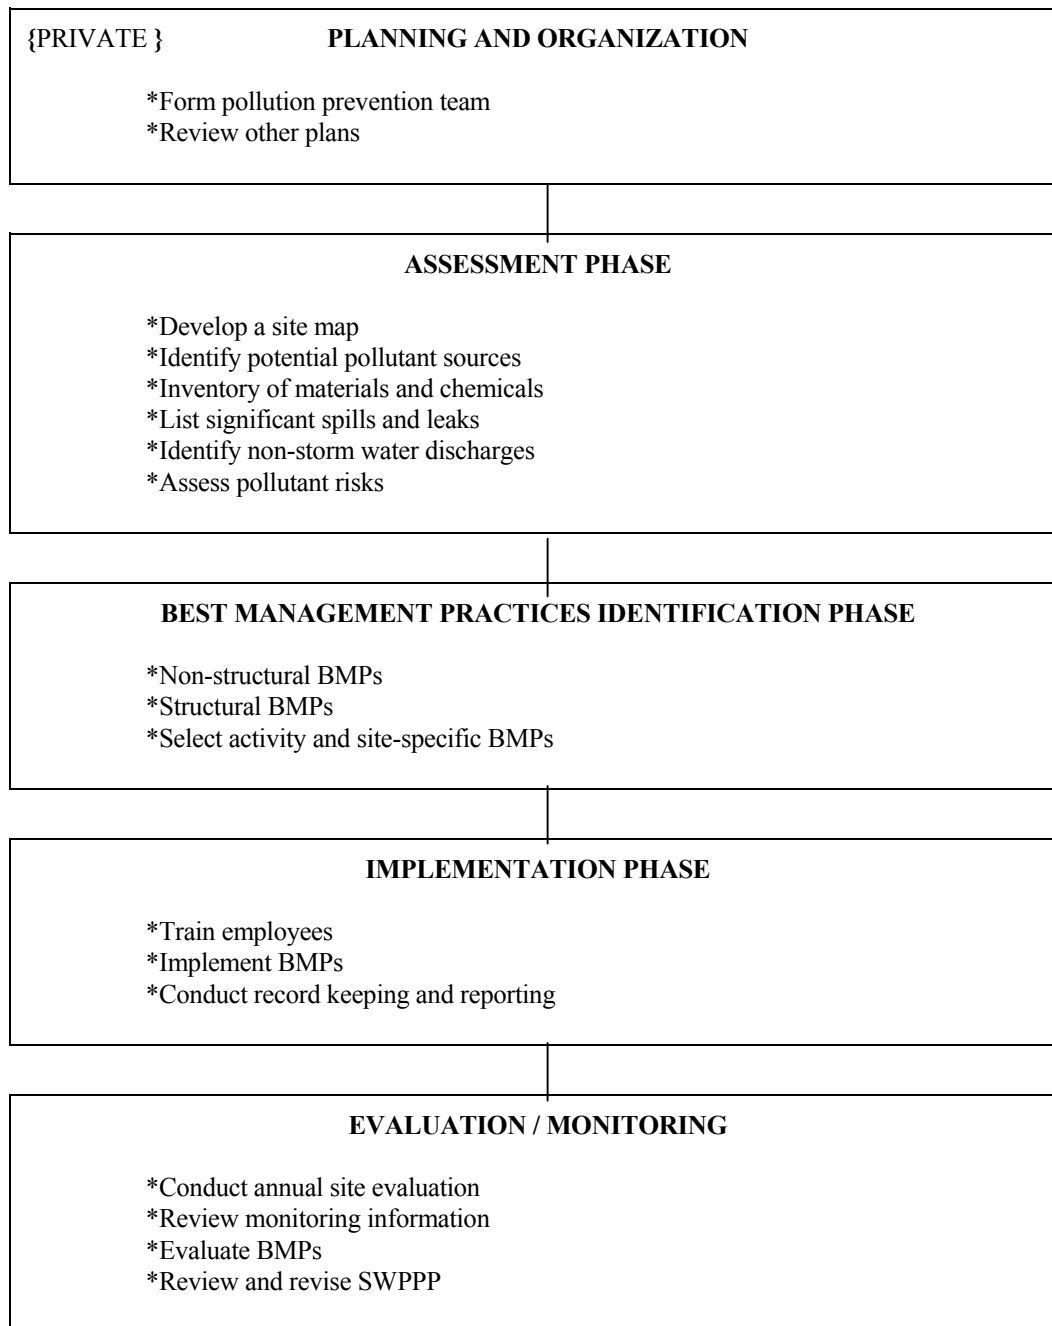 {PRIVATE } PLANNING AND ORGANIZATION
*Form pollution prevention team
*Review other plans
ASSESSMENT PHASE
*Develop a site map
*Identify potential pollutant sources
*Inventory of materials and chemicals
*List significant spills and leaks
*Identify non-storm water discharges
*Assess pollutant risks
BEST MANAGEMENT PRACTICES IDENTIFICATION PHASE
*Non-structural BMPs
*Structural BMPs
*Select activity and site-specific BMPs
IMPLEMENTATION PHASE
*Train employees
*Implement BMPs
*Conduct record keeping and reporting
EVALUATION / MONITORING
*Conduct annual site evaluation
*Review monitoring information
*Evaluate BMPs
*Review and revise SWPPP